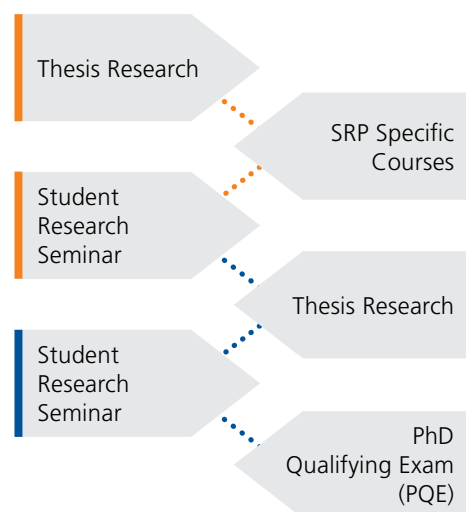 Thesis Research
SRP Specific
Courses
Student
Research
Seminar
Thesis Research
Student
Research
Seminar
PhD
Qualifying Exam
(PQE)